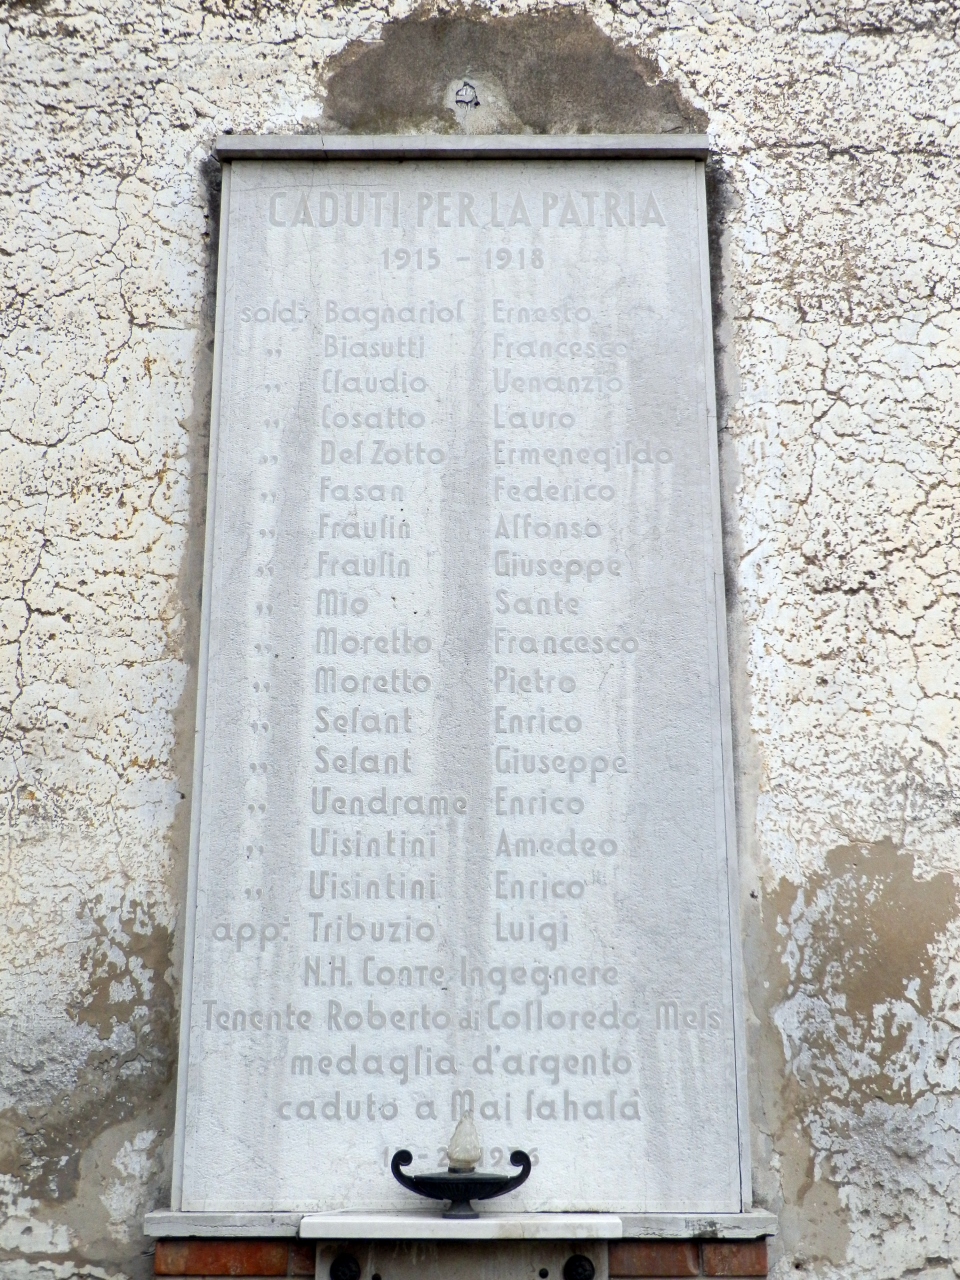 CADUTI PER LA PATRIA
1915 - 1918
sold: Bagnariol Ernesto
„ Biasutti Francesco
„ Claudio Venanzio
„ Cosatto Lauro
„ Del Zotto Ermenegildo
„ Fasan Federico
„ Fraulin Alfonso
„ Fraulin Giuseppe
„ Mio Sante
„ Moretto Francesco
„ Moretto Pietro
„ Selant Enrico
„ Selant Giuseppe
„ Vendrame Enrico
„ Visintini Amedeo
„ Visintini Enrico
app: Tribuzio Luigi
N.H. Conte Ingegnere
Tenente Roberto di Colloredo Mels
medaglia d'argento
caduto a Mai lahalà